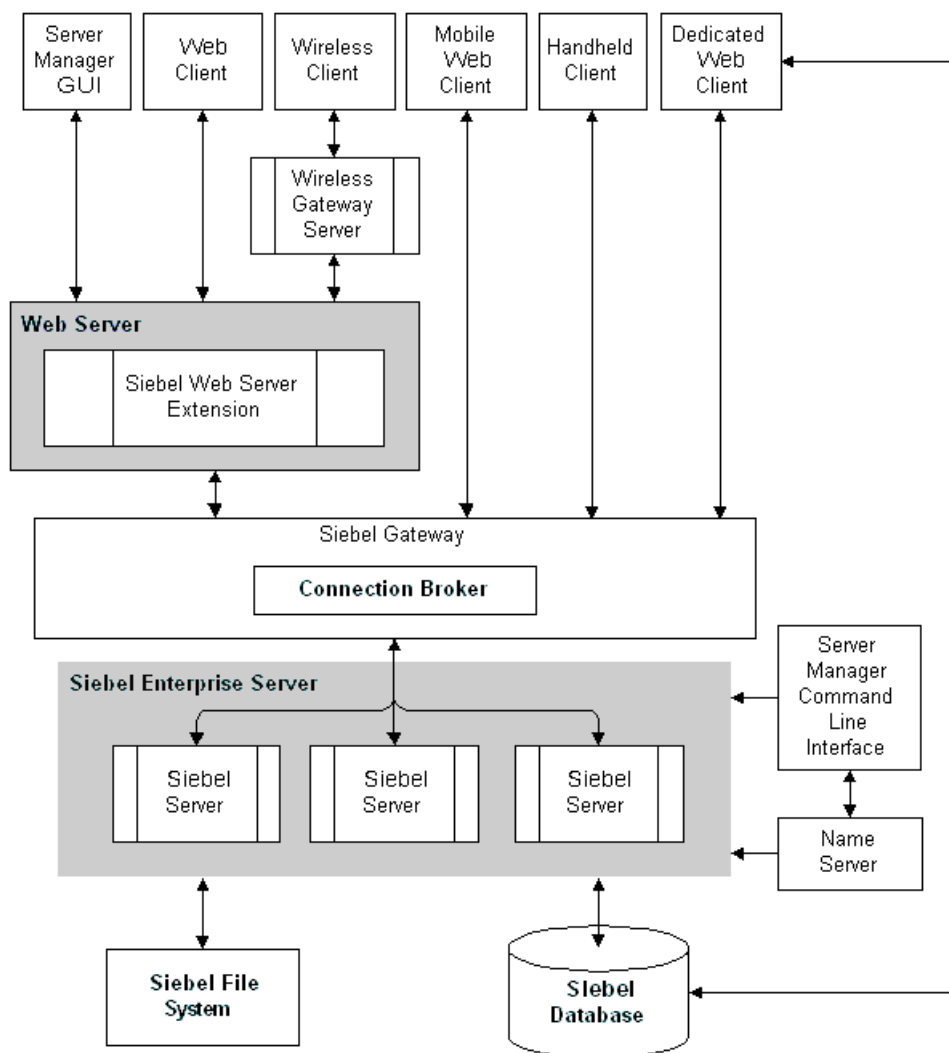 Server
Manager
GUI
Web
Client
Wireless
Client
Mobile
Web
Client
Handheld
Client
Dedicated
Web
Client
Wireless
Gateway
Server
Web Server
Siebel Web Server
Extension
Siebel Gateway
Connection Broker
Siebel Enterprise Server
Siebel
Server
Siebel
Server
Siebel
Server
Server
Manager
Command
Line
Interface
Name
Server
Siebel File
System
SIebel
Database